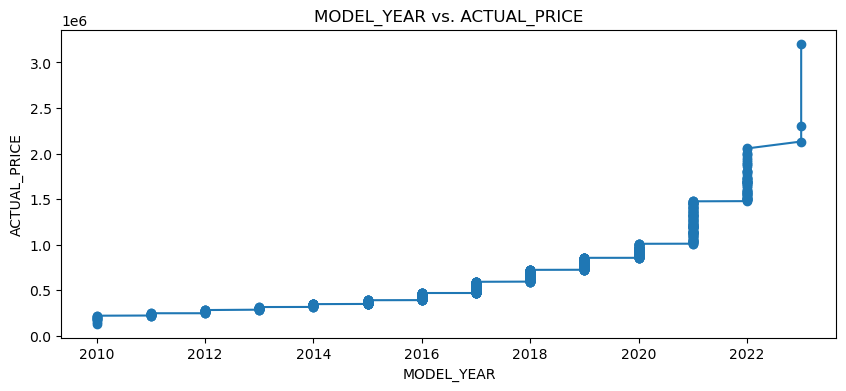 MODEL_YEAR vs. ACTUAL_PRICE
1e6
3.0
2.5
2.0
1.5
1.0
0.5
0.0
ACTUAL_PRICE
2010 2012 2014 2016 2018 2020 2022
MODEL_YEAR